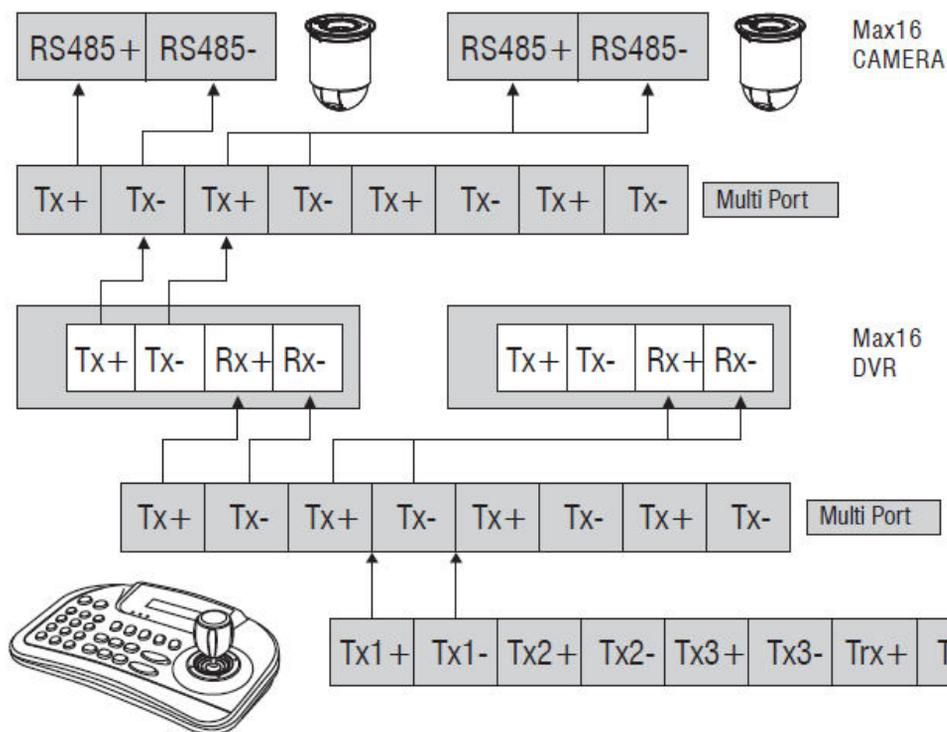 RS485+ RS485- RS485+ RS485- Max16
CAMERA
Tx+ Tx- Tx+ Tx- Tx+ Tx- Tx+ Tx- Multi Port
Tx+ Tx- Rx+ Rx- Tx+ Tx- Rx+ Rx- Max16
DVR
Tx+ Tx- Tx+ Tx- Tx+ Tx- Tx+ Tx- Multi Port
Tx1+ Tx1- Tx2+ Tx2- Tx3+ Tx3- Trx+